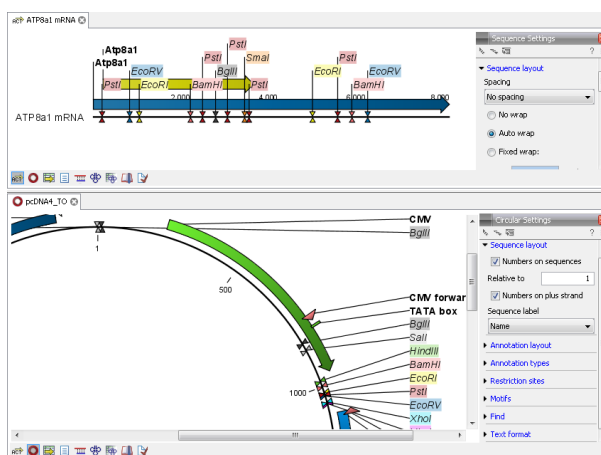 ATP8a1 mRNA
Sequence Settings
?
Sequence layout
Spacing
No spacing
No wrap
Auto wrap
Fixed wrap:
PstI
Atp8a1
Atp8a1
EcoRV
PstI
BglII
SmaI
PstI
EcoRV
PstI
EcoRI
2,000
BamHI
PstI
4,000
EcoRI
6,000
BamHI
8,000
ATP8a1 mRNA
pcDNA4_TO
Circular Settings
?
Sequence layout
Numbers on sequences
Relative to
1
Numbers on plus strand
Sequence label
Name
Annotation layout
Annotation types
Restriction sites
Motifs
Find
Text format
1
500
1000
CMV
BglII
CMV forwar
TATA box
BglII
SalI
HindIII
BamHI
EcoRI
PstI
EcoRV
XhoI